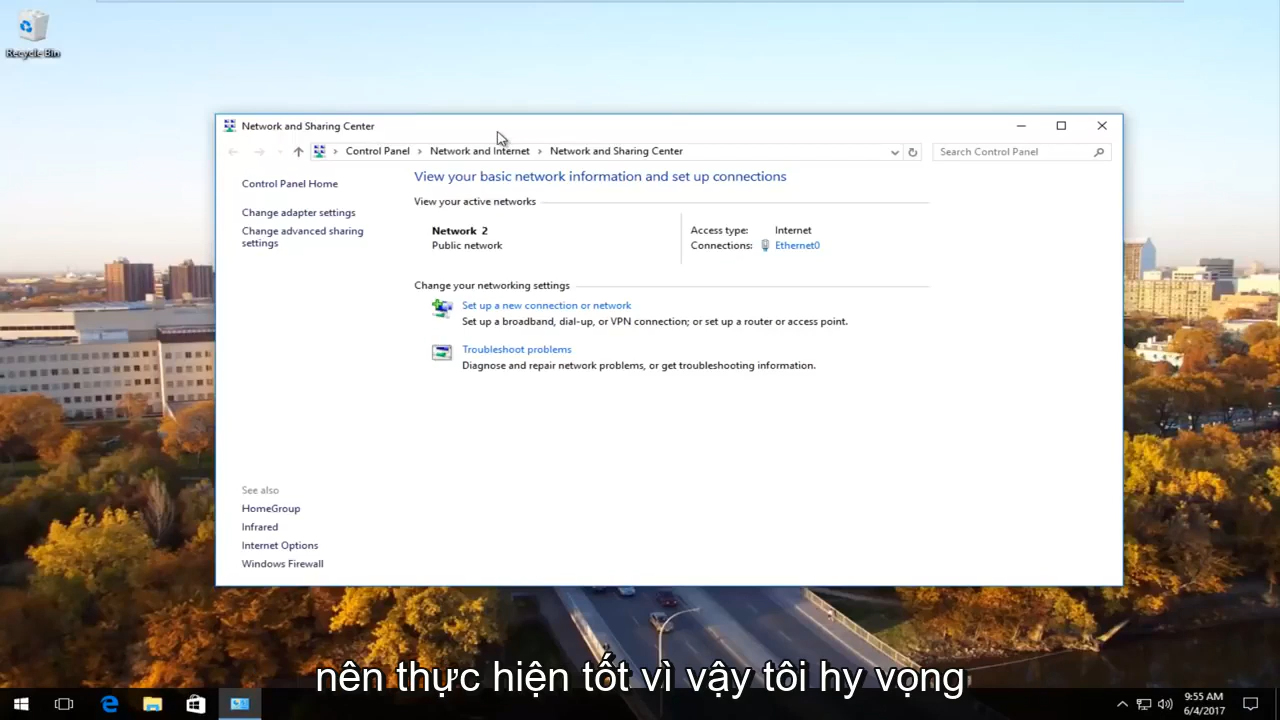 Recycle Bin
Network and Sharing Center
Control Panel > Network and Internet > Network and Sharing Center
Search Control Panel
Control Panel Home
Change adapter settings
Change advanced sharing
settings
View your basic network information and set up connections
View your active networks
Network 2
Public network
Access type: Internet
Connections: Ethernet0
Change your networking settings
Set up a new connection or network
Set up a broadband, dial-up, or VPN connection; or set up a router or access point.
Troubleshoot problems
Diagnose and repair network problems, or get troubleshooting information.
See also
HomeGroup
Infrared
Internet Options
Windows Firewall
nên thực hiện tốt vì vậy tôi hy vọng
9:55 AM
6/4/2017